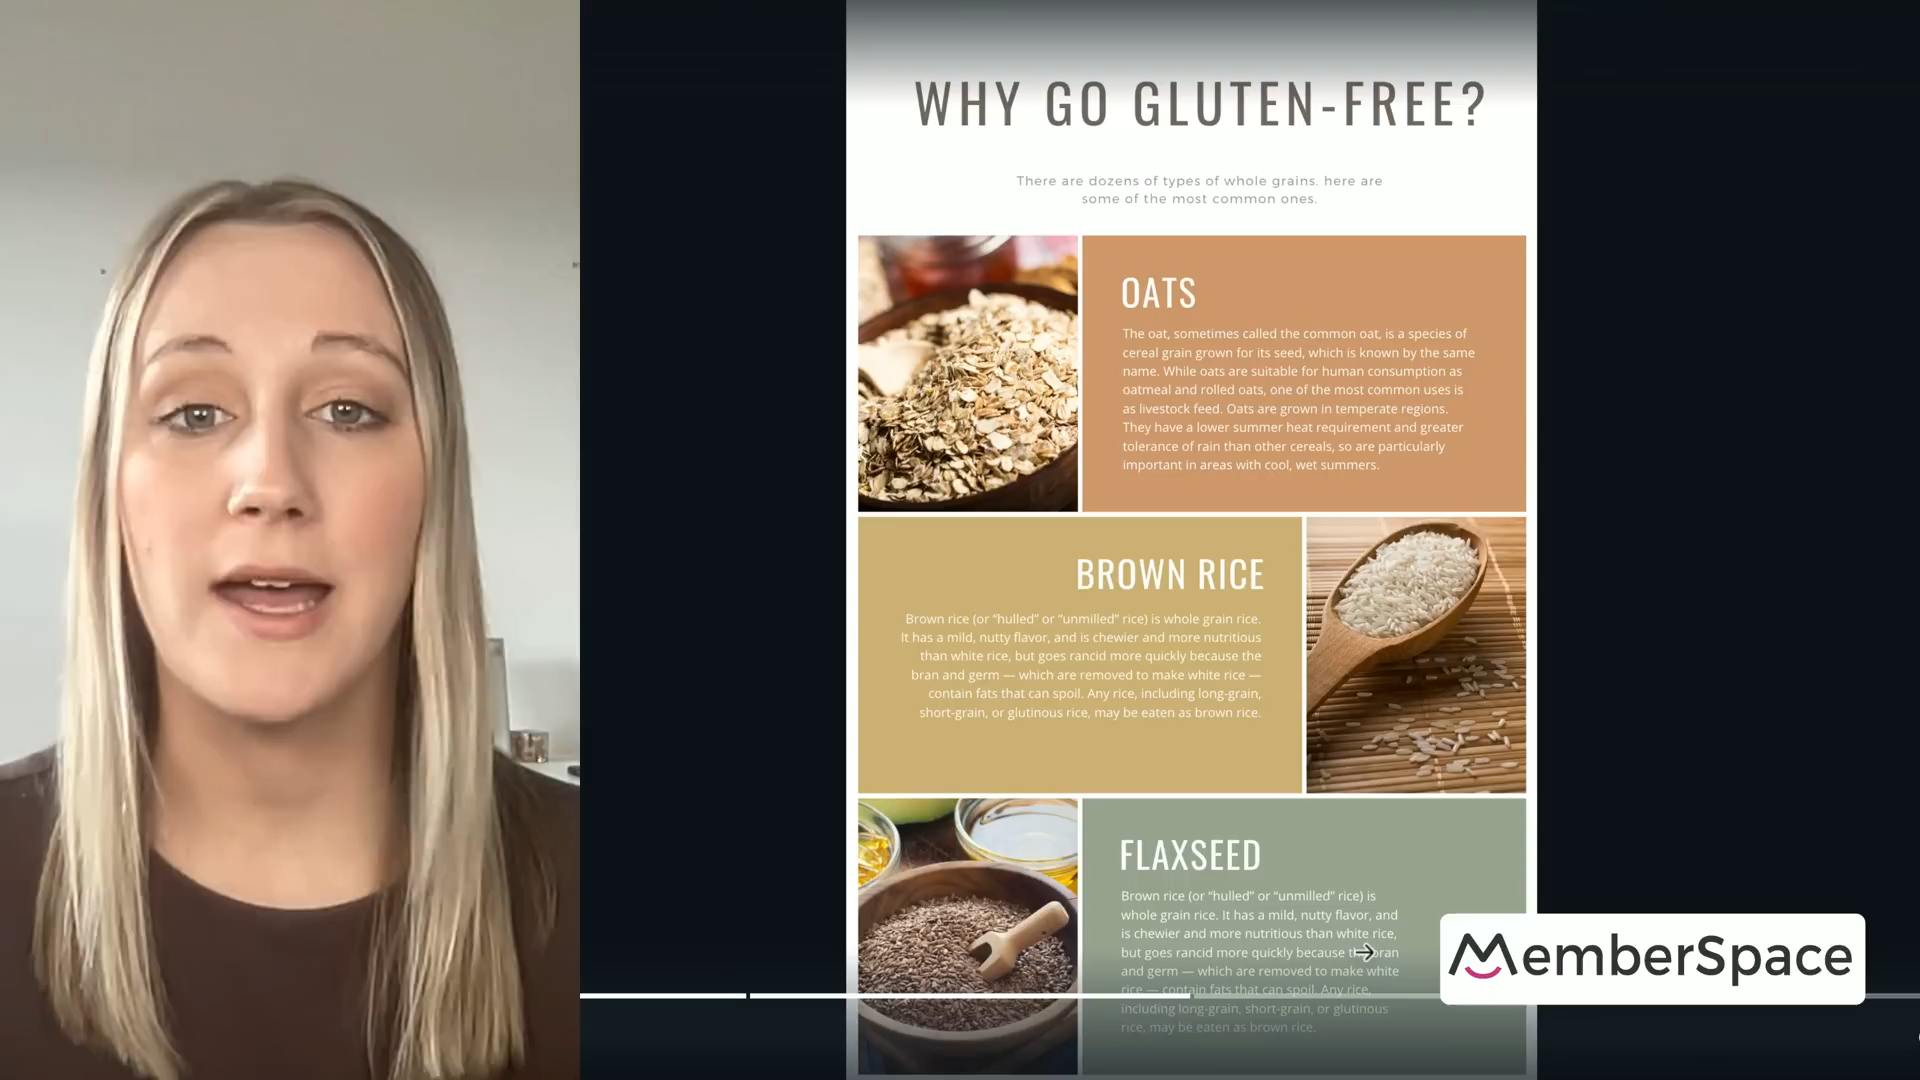 WHY GO GLUTEN-FREE?
There are dozens of types of whole grains. here are
some of the most common ones.
OATS
The oat, sometimes called the common oat, is a species of
cereal grain grown for its seed, which is known by the same
name. While oats are suitable for human consumption as
oatmeal and rolled oats, one of the most common uses is
as livestock feed. Oats are grown in temperate regions.
They have a lower summer heat requirement and greater
tolerance of rain than other cereals, so are particularly
important in areas with cool, wet summers.
BROWN RICE
Brown rice (or “hulled” or “unmilled” rice) is whole grain rice.
It has a mild, nutty flavor, and is chewier and more nutritious
than white rice, but goes rancid more quickly because the
bran and germ — which are removed to make white rice —
contain fats that can spoil. Any rice, including long-grain,
short-grain, or glutinous rice, may be eaten as brown rice.
FLAXSEED
Brown rice (or “hulled” or “unmilled” rice) is
whole grain rice. It has a mild, nutty flavor, and
is chewier and more nutritious than white rice,
but goes rancid more quickly because the bran
and germ — which are removed to make white
rice — contain fats that can spoil. Any rice,
including long-grain, short-grain, or glutinous
rice, may be eaten as brown rice.
MemberSpace